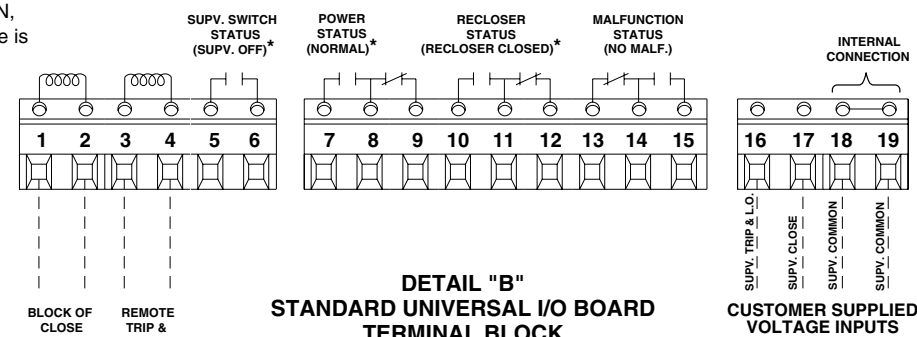 N,
e is
SUPV. SWITCH
STATUS
(SUPV. OFF)*
POWER
STATUS
(NORMAL)*
RECLOSER
STATUS
(RECLOSER CLOSED)*
MALFUNCTION
STATUS
(NO MALF.)
INTERNAL
CONNECTION
1 2 3 4 5 6 7 8 9 10 11 12 13 14 15 16 17 18 19
SUPV. TRIP & L.O.
SUPV. CLOSE
SUPV. COMMON
SUPV. COMMON
BLOCK OF
CLOSE
REMOTE
TRIP &
DETAIL "B"
STANDARD UNIVERSAL I/O BOARD
TERMINAL BLOCK
CUSTOMER SUPPLIED
VOLTAGE INPUTS